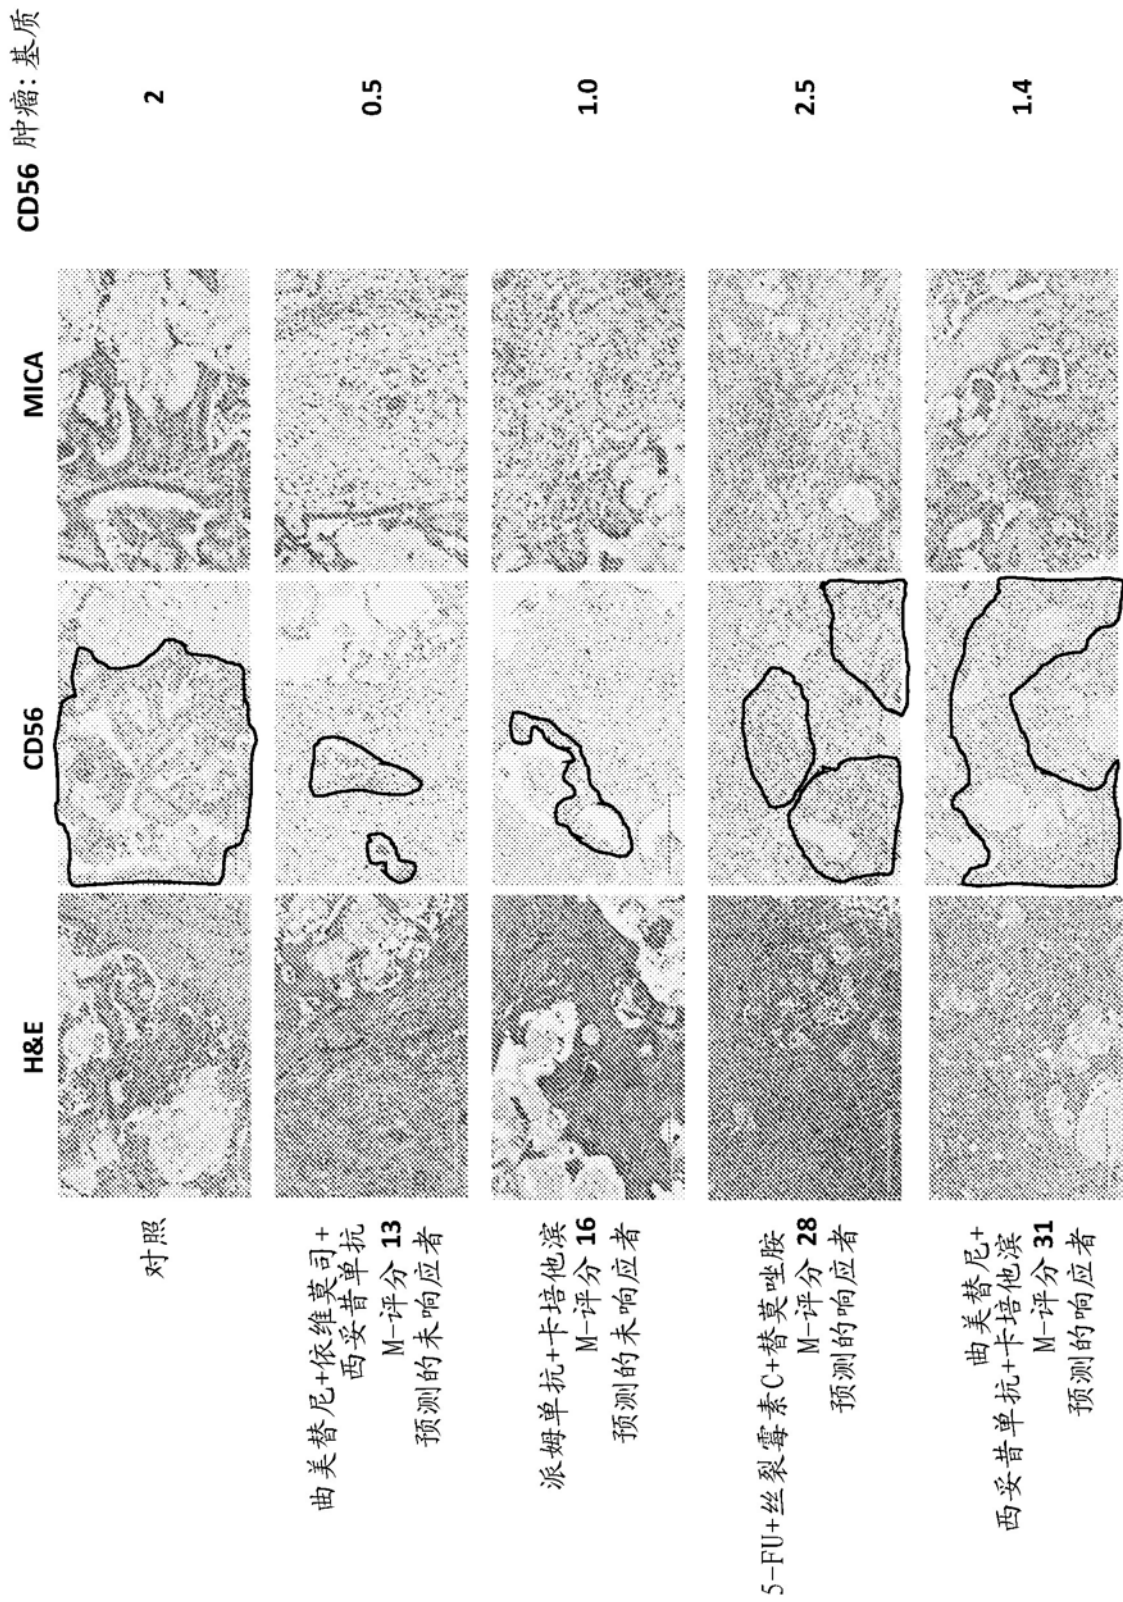 H&E
CD56
MICA
CD56 肿瘤:基质
对照
2
曲美替尼+依维莫司+
西妥昔单抗
M-评分 13
预测的未响应者
0.5
派姆单抗+卡培他滨
M-评分 16
预测的未响应者
1.0
5-FU+丝裂霉素C+替莫唑胺
M-评分 28
预测的响应者
2.5
曲美替尼+
西妥昔单抗+卡培他滨
M-评分 31
预测的响应者
1.4